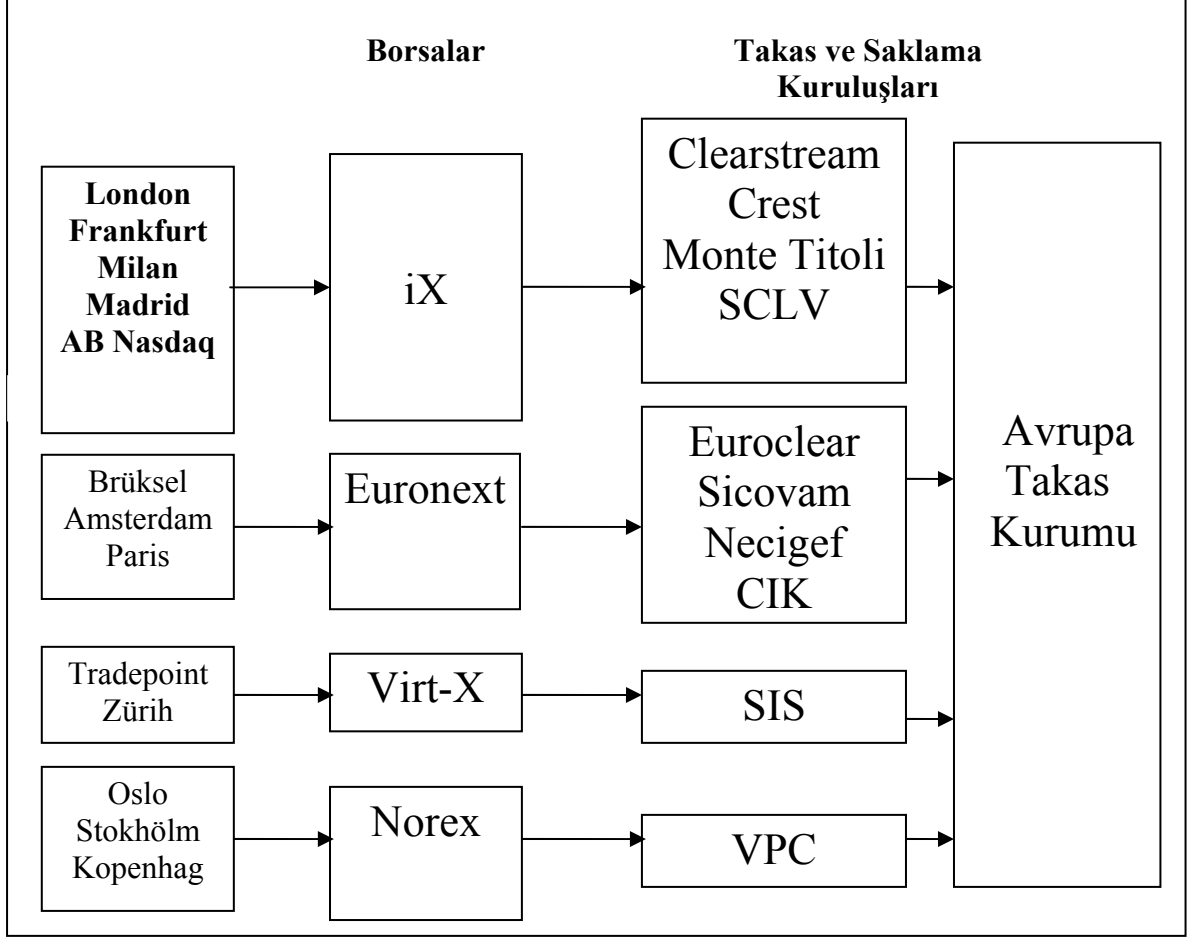 Borsalar
Takas ve Saklama
Kuruluşları
London
Frankfurt
Milan
Madrid
AB Nasdaq
iX
Clearstream
Crest
Monte Titoli
SCLV
Brüksel
Amsterdam
Paris
Euronext
Euroclear
Sicovam
Necigef
CIK
Avrupa
Takas
Kurumu
Tradepoint
Zürih
Virt-X
SIS
Oslo
Stokhölm
Kopenhag
Norex
VPC